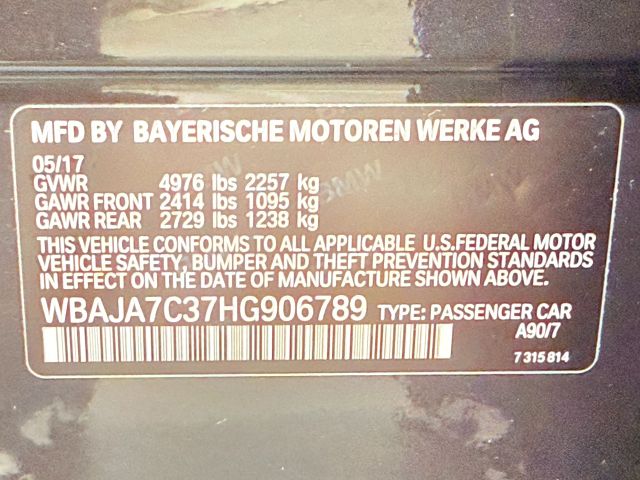 MFD BY BAYERISCHE MOTOREN WERKE AG
05/17
GVWR 4976 lbs 2257 kg
GAWR FRONT 2414 lbs 1095 kg
GAWR REAR 2729 lbs 1238 kg
THIS VEHICLE CONFORMS TO ALL APPLICABLE U.S.FEDERAL MOTOR
VEHICLE SAFETY, BUMPER AND THEFT PREVENTION STANDARDS
IN EFFECT ON THE DATE OF MANUFACTURE SHOWN ABOVE.
WBAJA7C37HG906789 TYPE: PASSENGER CAR
A90/7
7 315 814